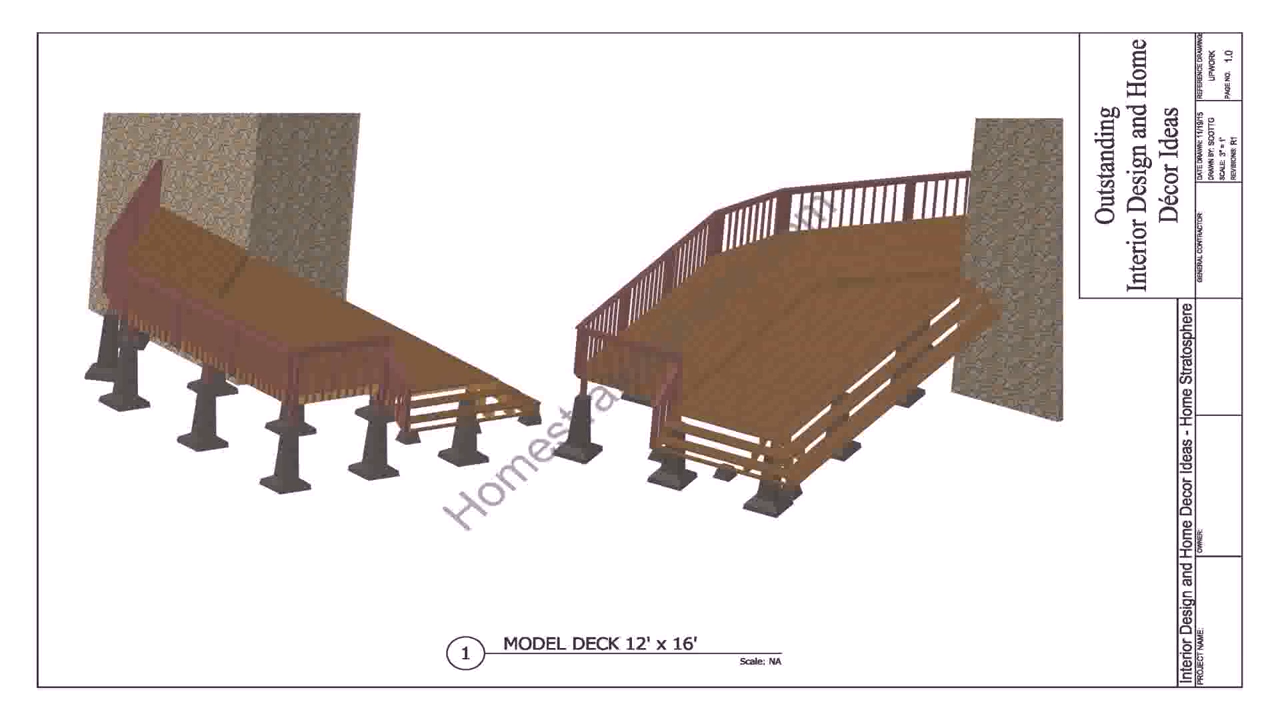 Outstanding
Interior Design and Home
Décor Ideas
REFERENCE DRAWING:
UPWORK
PAGE NO. 1.0
DATE DRAWN: 11/19/15
DRAWN BY: SCOTTG
SCALE: 3" = 1'
REVISION#: R1
GENERAL CONTRACTOR:
OWNER:
PROJECT NAME:
Interior Design and Home Decor Ideas - Home Stratosphere
1
MODEL DECK 12' x 16'
Scale: NA